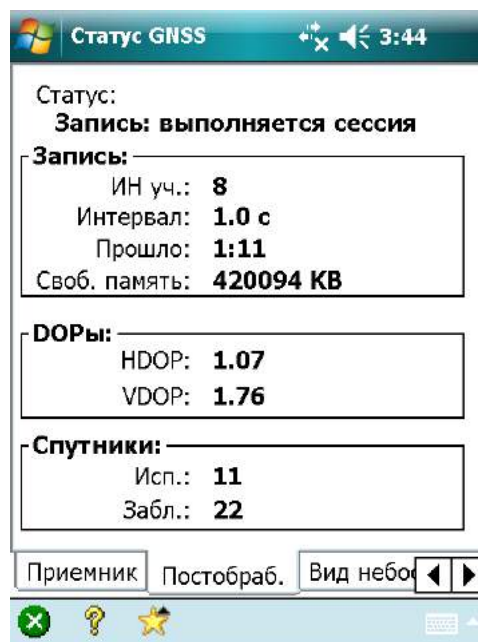 Статус GNSS 3:44
Статус:
Запись: выполняется сессия
Запись:
ИН уч.: 8
Интервал: 1.0 с
Прошло: 1:11
Своб. память: 420094 KB
DOPы:
HDOP: 1.07
VDOP: 1.76
Спутники:
Исп.: 11
Забл.: 22
Приемник Постобраб. Вид небо